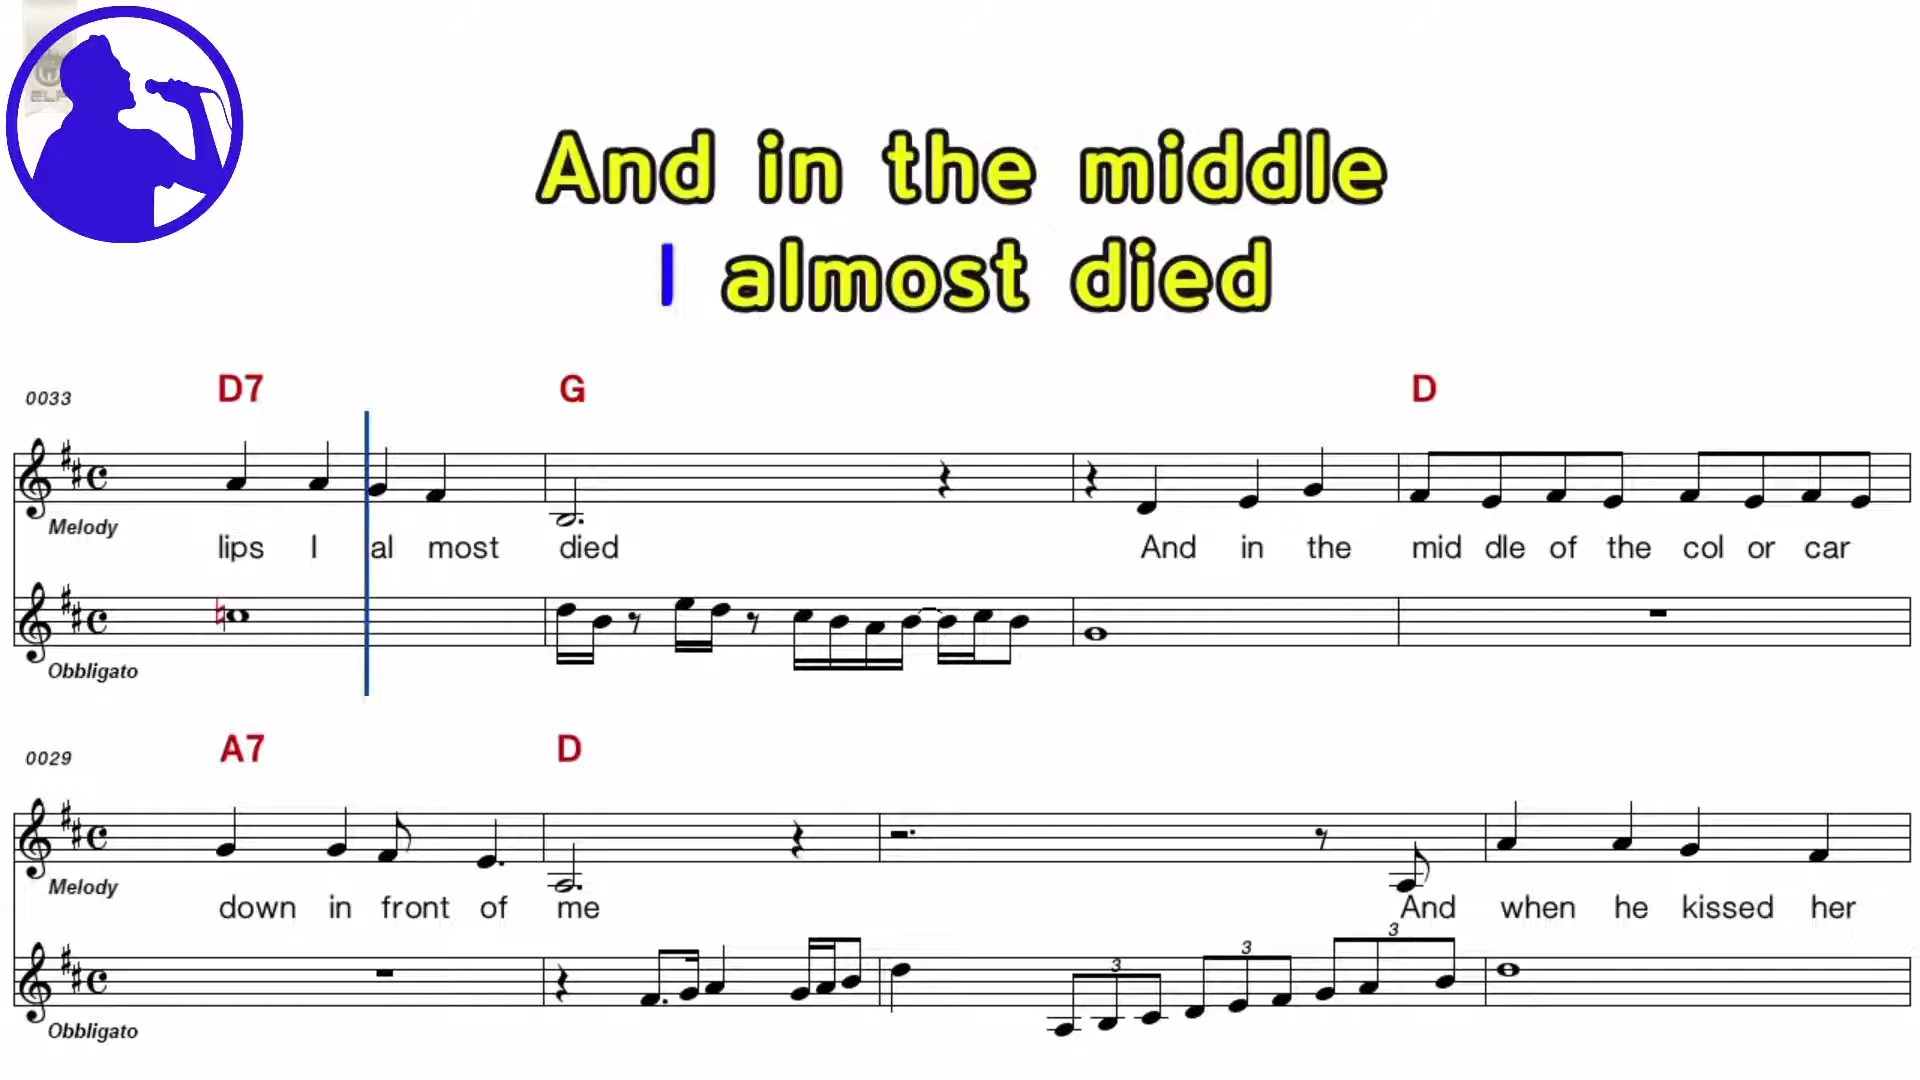 And in the middle
I almost died
0033 D7 G D
Melody
lips I al most died And in the mid dle of the col or car
Obbligato
0029 A7 D
Melody
down in front of me And when he kissed her
3 3 3
Obbligato